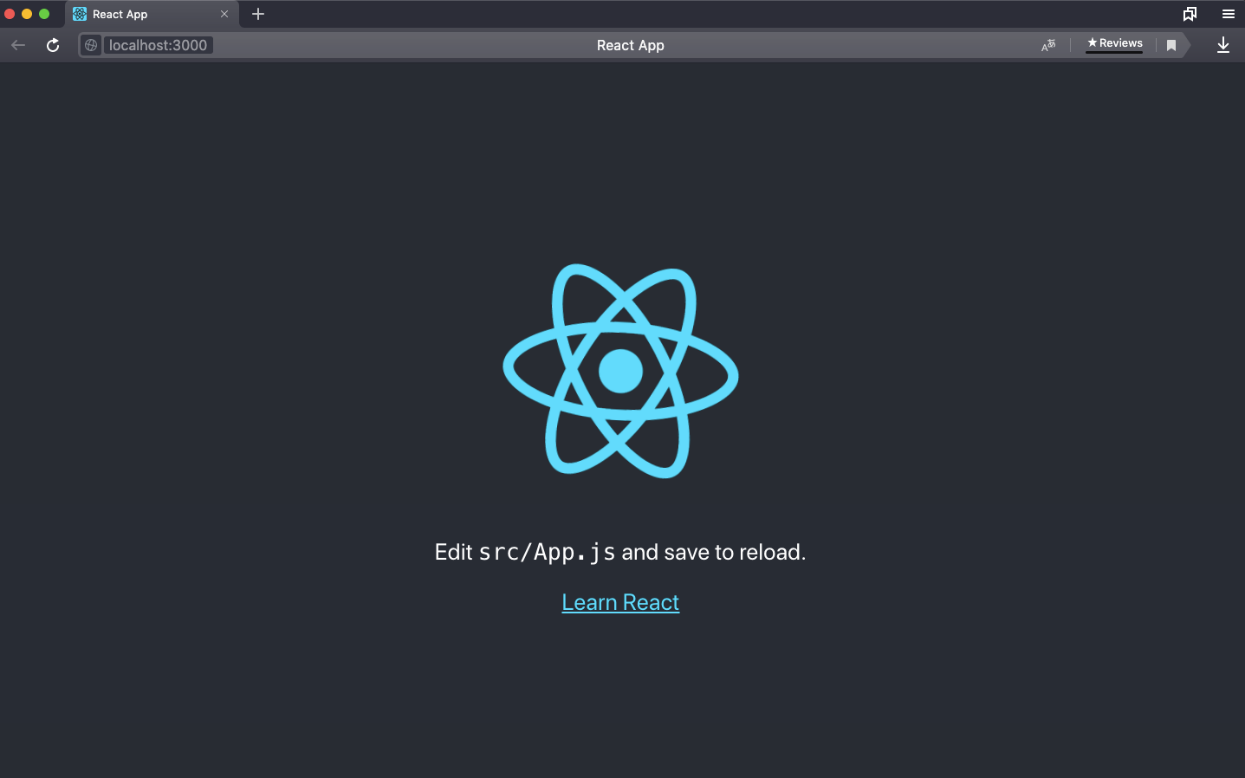 React App
localhost:3000
React App
★Reviews
Edit src/App.js and save to reload.
Learn React